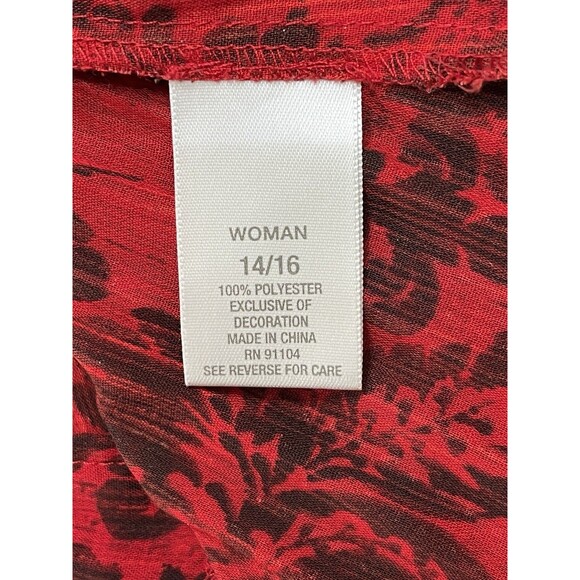 WOMAN
14/16
100% POLYESTER
EXCLUSIVE OF
DECORATION
MADE IN CHINA
RN 91104
SEE REVERSE FOR CARE